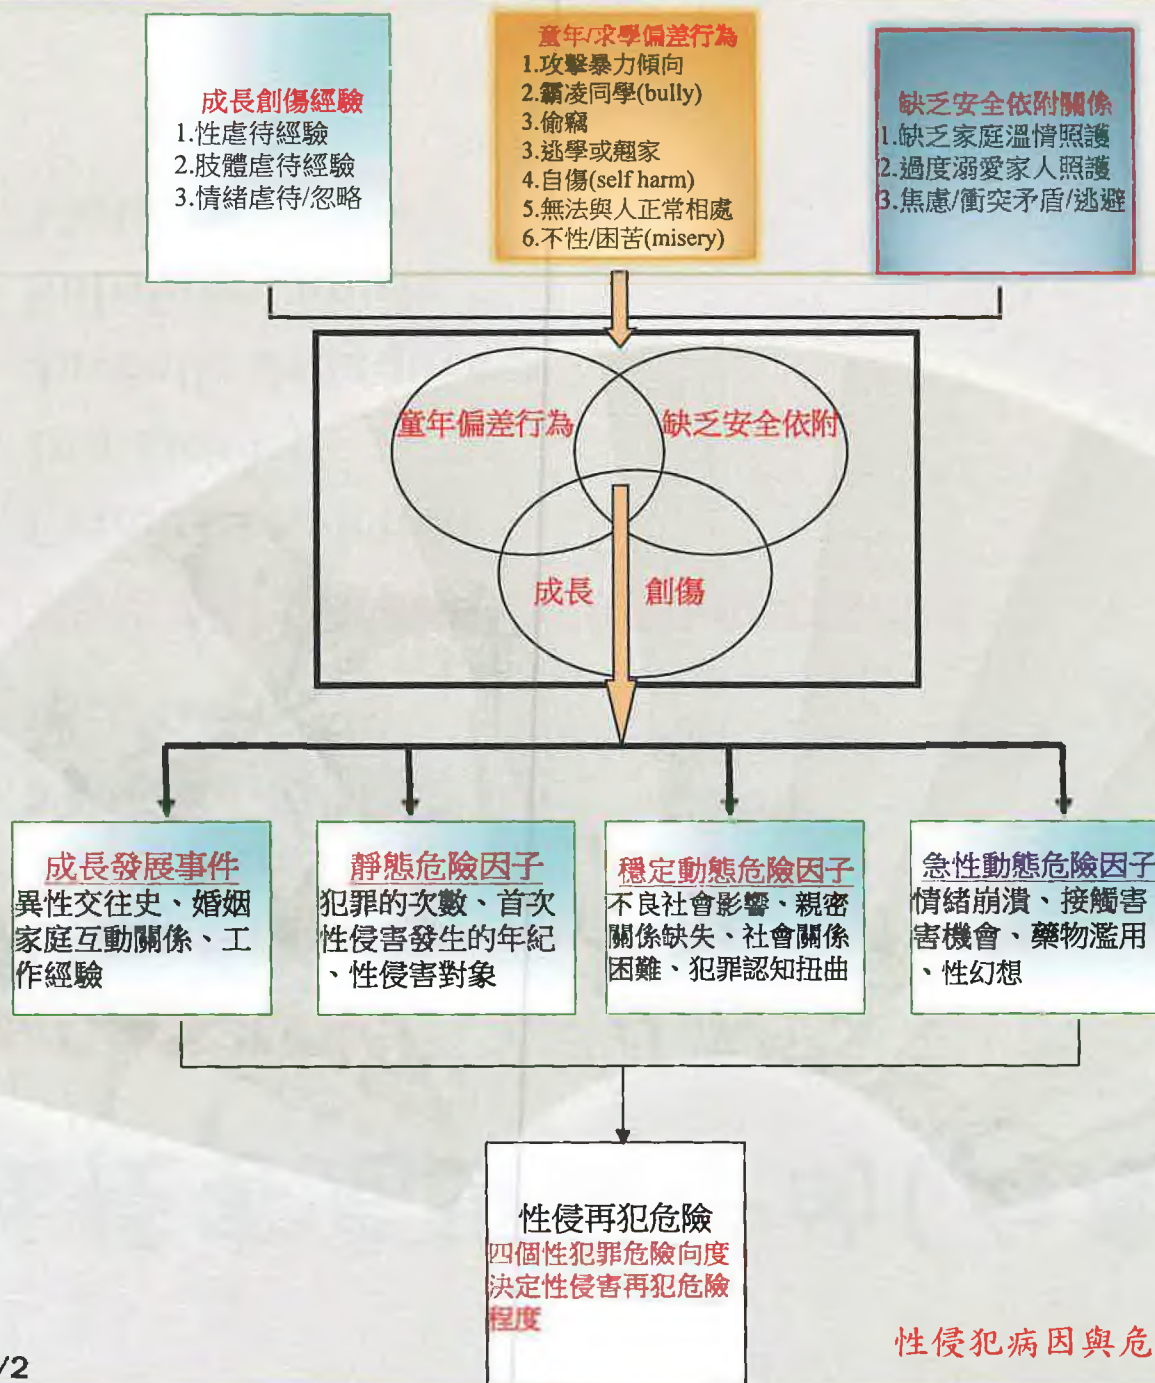 成長創傷經驗
1.性虐待經驗
2.肢體虐待經驗
3.情緒虐待/忽略
童年/求學偏差行為
1.攻擊暴力傾向
2.霸凌同學(bully)
3.偷竊
3.逃學或翹家
4.自傷(self harm)
5.無法與人正常相處
6.不性/困苦(misery)
缺乏安全依附關係
1.缺乏家庭溫情照護
2.過度溺愛家人照護
3.焦慮/衝突矛盾/逃避
童年偏差行為
缺乏安全依附
成長 創傷
成長發展事件
異性交往史、婚姻
家庭互動關係、工
作經驗
靜態危險因子
犯罪的次數、首次
性侵害發生的年紀
、性侵害對象
穩定動態危險因子
不良社會影響、親密
關係缺失、社會關係
困難、犯罪認知扭曲
急性動態危險因子
情緒崩潰、接觸害
害機會、藥物濫用
、性幻想
性侵再犯危險
四個性犯罪危險向度
決定性侵害再犯危險
程度
性侵犯病因與危
/2